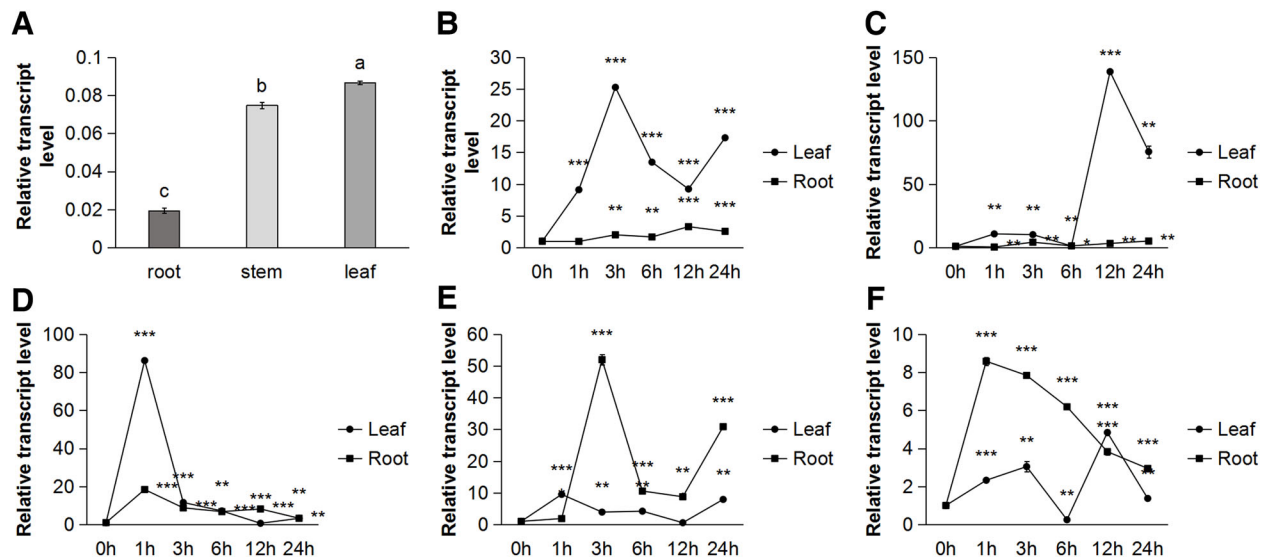 A
Relative transcript level
0.1
0.08
0.06
0.04
0.02
0
c
b
a
root stem leaf
B
Relative transcript level
30
25
20
15
10
5
0
***
***
***
***
***
** ** *** ***
Leaf
Root
0h 1h 3h 6h 12h 24h
C
Relative transcript level
150
100
50
0
***
**
** ** **
** ** * ** **
Leaf
Root
0h 1h 3h 6h 12h 24h
D
Relative transcript level
100
80
60
40
20
0
***
*** ** *** **
*** *** *** *** **
Leaf
Root
0h 1h 3h 6h 12h 24h
E
Relative transcript level
60
50
40
30
20
10
0
***
***
*** *** **
** ** **
*
Leaf
Root
0h 1h 3h 6h 12h 24h
F
Relative transcript level
10
8
6
4
2
0
***
***
***
***
***
***
***
**
**
**
Leaf
Root
0h 1h 3h 6h 12h 24h